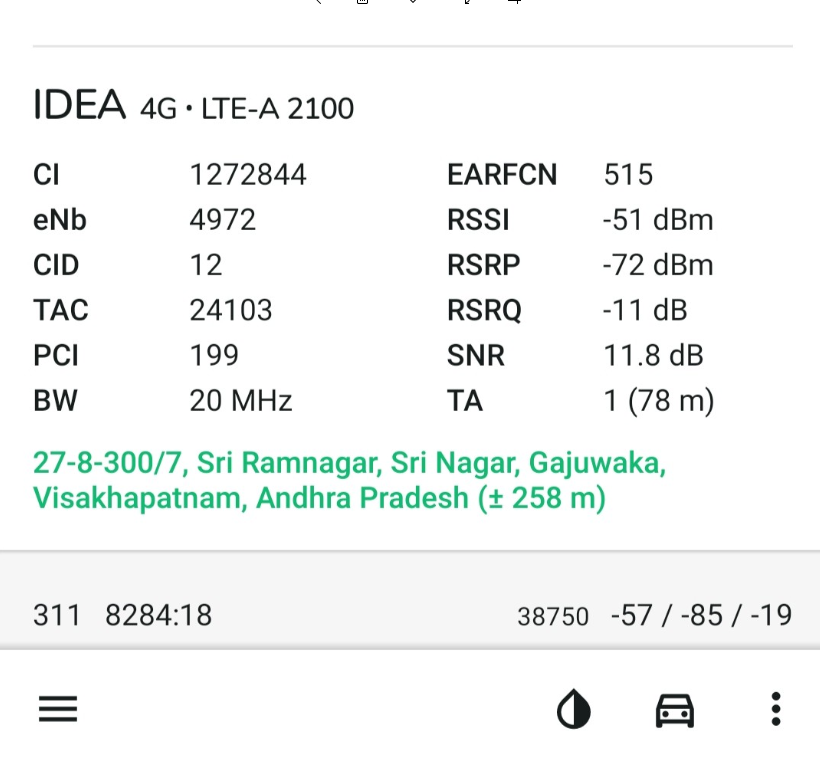 IDEA 4G • LTE-A 2100
CI 1272844 EARFCN 515
eNb 4972 RSSI -51 dBm
CID 12 RSRP -72 dBm
TAC 24103 RSRQ -11 dB
PCI 199 SNR 11.8 dB
BW 20 MHz TA 1 (78 m)
27-8-300/7, Sri Ramnagar, Sri Nagar, Gajuwaka,
Visakhapatnam, Andhra Pradesh (± 258 m)
311 8284:18 38750 -57 / -85 / -19